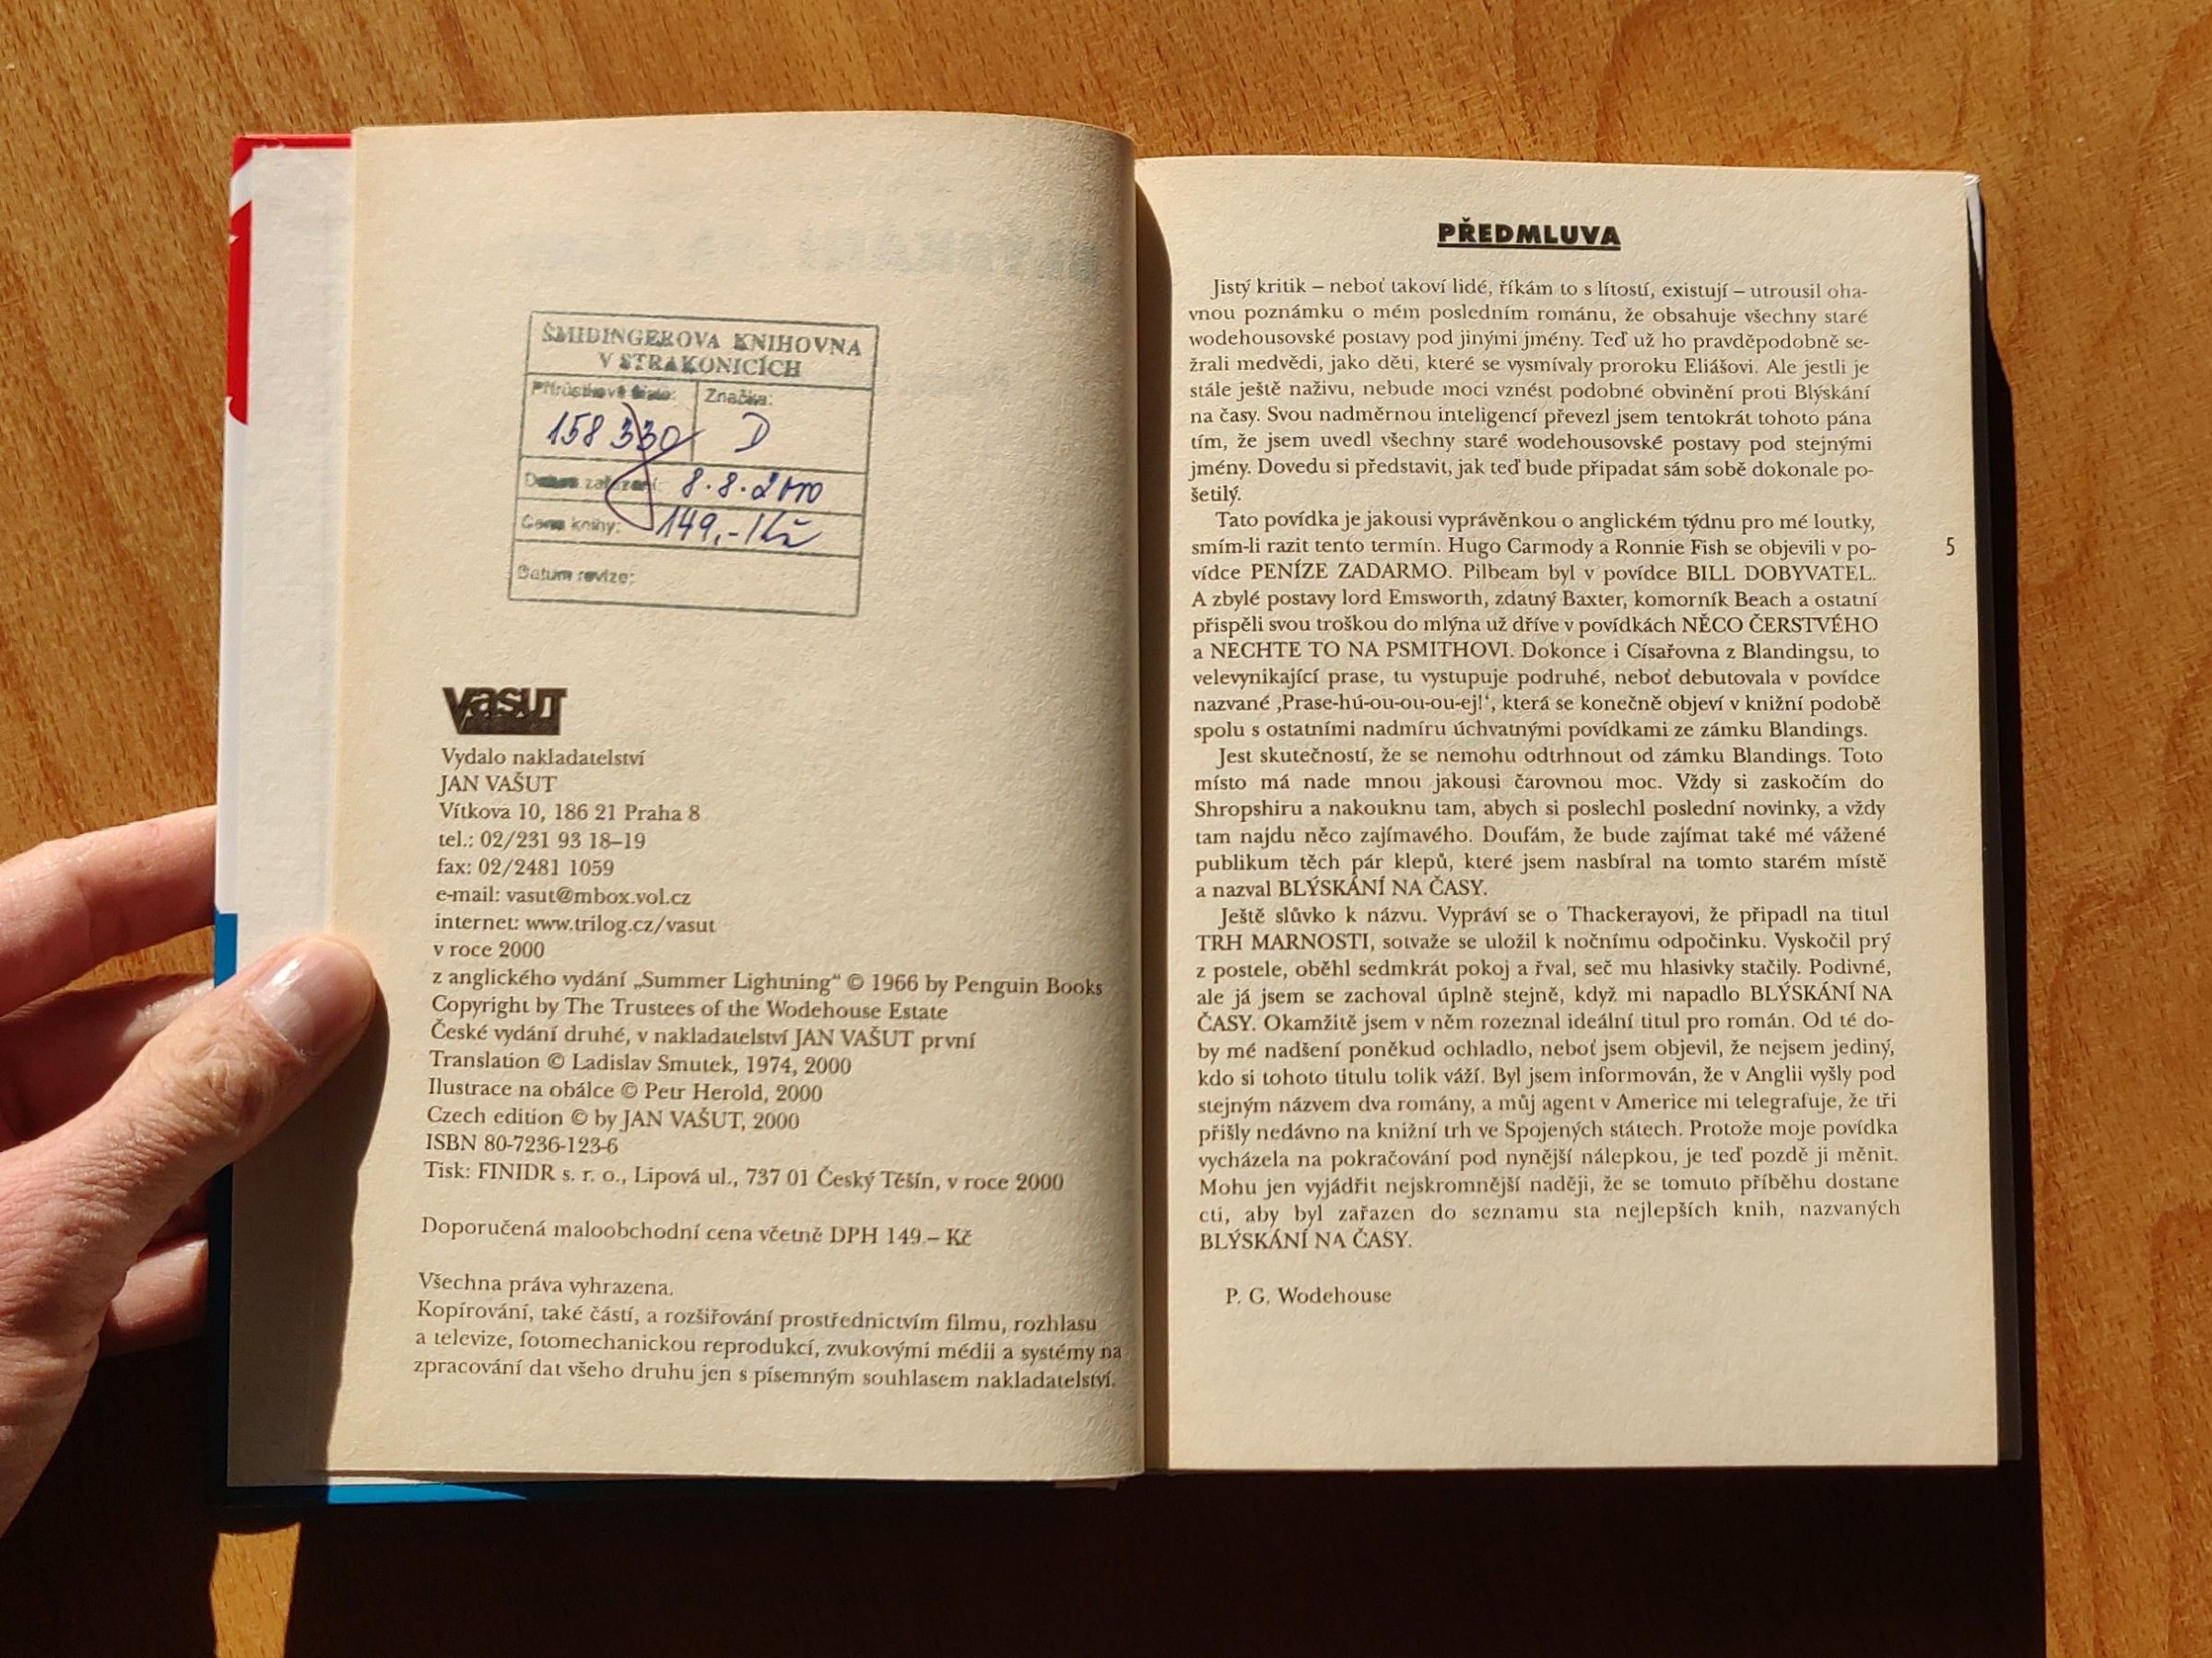 ŠMIDINGEROVA KNIHOVNA
V STRAKONICÍCH
Přírůstkové číslo: Značka:
158 330 D
Datum zařazení: 8.8.2000
Cena knihy: 149,- Kč
Datum revize:
vašut
Vydalo nakladatelství
JAN VAŠUT
Vítkova 10, 186 21 Praha 8
tel.: 02/231 93 18–19
fax: 02/2481 1059
e-mail: vasut@mbox.vol.cz
internet: www.trilog.cz/vasut
v roce 2000
z anglického vydání „Summer Lightning“ © 1966 by Penguin Books
Copyright by The Trustees of the Wodehouse Estate
České vydání druhé, v nakladatelství JAN VAŠUT první
Translation © Ladislav Smutek, 1974, 2000
Ilustrace na obálce © Petr Herold, 2000
Czech edition © by JAN VAŠUT, 2000
ISBN 80-7236-123-6
Tisk: FINIDR s. r. o., Lipová ul., 737 01 Český Těšín, v roce 2000
Doporučená maloobchodní cena včetně DPH 149.– Kč
Všechna práva vyhrazena.
Kopírování, také částí, a rozšiřování prostřednictvím filmu, rozhlasu
a televize, fotomechanickou reprodukcí, zvukovými médii a systémy na
zpracování dat všeho druhu jen s písemným souhlasem nakladatelství.
PŘEDMLUVA
Jistý kritik – neboť takoví lidé, říkám to s lítostí, existují – utrousil oha-
vnou poznámku o mém posledním románu, že obsahuje všechny staré
wodehousovské postavy pod jinými jmény. Teď už ho pravděpodobně se-
žrali medvědi, jako děti, které se vysmívaly proroku Eliášovi. Ale jestli je
stále ještě naživu, nebude moci vznést podobné obvinění proti Blýskání
na časy. Svou nadměrnou inteligencí převezl jsem tentokrát tohoto pána
tím, že jsem uvedl všechny staré wodehousovské postavy pod stejnými
jmény. Dovedu si představit, jak teď bude připadat sám sobě dokonale po-
šetilý.
Tato povídka je jakousi vyprávěnkou o anglickém týdnu pro mé loutky,
smím-li razit tento termín. Hugo Carmody a Ronnie Fish se objevili v po-
vídce PENÍZE ZADARMO. Pilbeam byl v povídce BILL DOBYVATEL.
A zbylé postavy lord Emsworth, zdatný Baxter, komorník Beach a ostatní
přispěli svou troškou do mlýna už dříve v povídkách NĚCO ČERSTVÉHO
a NECHTE TO NA PSMITHOVI. Dokonce i Císařovna z Blandingsu, to
velevynikající prase, tu vystupuje podruhé, neboť debutovala v povídce
nazvané ‚Prase-hú-ou-ou-ou-ej!‘, která se konečně objeví v knižní podobě
spolu s ostatními nadmíru úchvatnými povídkami ze zámku Blandings.
Jest skutečností, že se nemohu odtrhnout od zámku Blandings. Toto
místo má nade mnou jakousi čarovnou moc. Vždy si zaskočím do
Shropshiru a nakouknu tam, abych si poslechl poslední novinky, a vždy
tam najdu něco zajímavého. Doufám, že bude zajímat také mé vážené
publikum těch pár klepů, které jsem nasbíral na tomto starém místě
a nazval BLÝSKÁNÍ NA ČASY.
Ještě slůvko k názvu. Vypráví se o Thackerayovi, že připadl na titul
TRH MARNOSTI, sotvaže se uložil k nočnímu odpočinku. Vyskočil prý
z postele, oběhl sedmkrát pokoj a řval, seč mu hlasivky stačily. Podivné,
ale já jsem se zachoval úplně stejně, když mi napadlo BLÝSKÁNÍ NA
ČASY. Okamžitě jsem v něm rozeznal ideální titul pro román. Od té do-
by mé nadšení poněkud ochladlo, neboť jsem objevil, že nejsem jediný,
kdo si tohoto titulu tolik váží. Byl jsem informován, že v Anglii vyšly pod
stejným názvem dva romány, a můj agent v Americe mi telegrafuje, že tři
přišly nedávno na knižní trh ve Spojených státech. Protože moje povídka
vycházela na pokračování pod nynější nálepkou, je teď pozdě ji měnit.
Mohu jen vyjádřit nejskromnější naději, že se tomuto příběhu dostane
cti, aby byl zařazen do seznamu sta nejlepších knih, nazvaných
BLÝSKÁNÍ NA ČASY.
P. G. Wodehouse
5